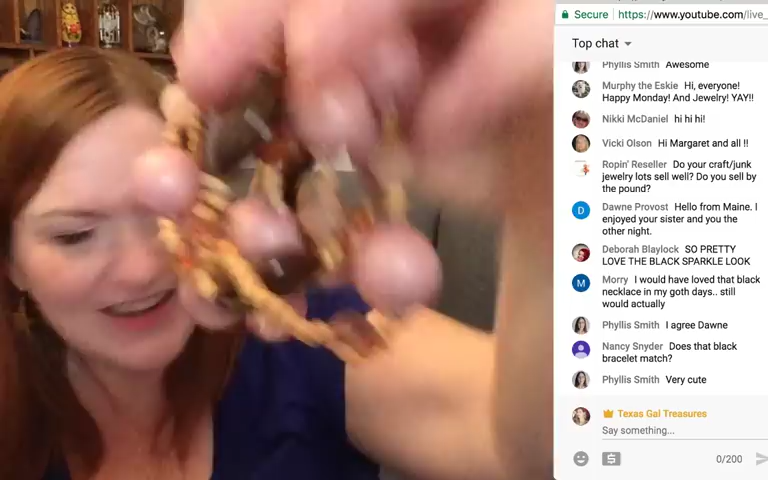 Secure https://www.youtube.com/live_
Top chat
Phyllis Smith Awesome
Murphy the Eskie Hi, everyone!
Happy Monday! And Jewelry! YAY!!
Nikki McDaniel hi hi hi!
Vicki Olson Hi Margaret and all !!
Ropin' Reseller Do your craft/junk
jewelry lots sell well? Do you sell by
the pound?
Dawne Provost Hello from Maine. I
enjoyed your sister and you the
other night.
Deborah Blaylock SO PRETTY
LOVE THE BLACK SPARKLE LOOK
Morry I would have loved that black
necklace in my goth days.. still
would actually
Phyllis Smith I agree Dawne
Nancy Snyder Does that black
bracelet match?
Phyllis Smith Very cute
Texas Gal Treasures
Say something...
0/200